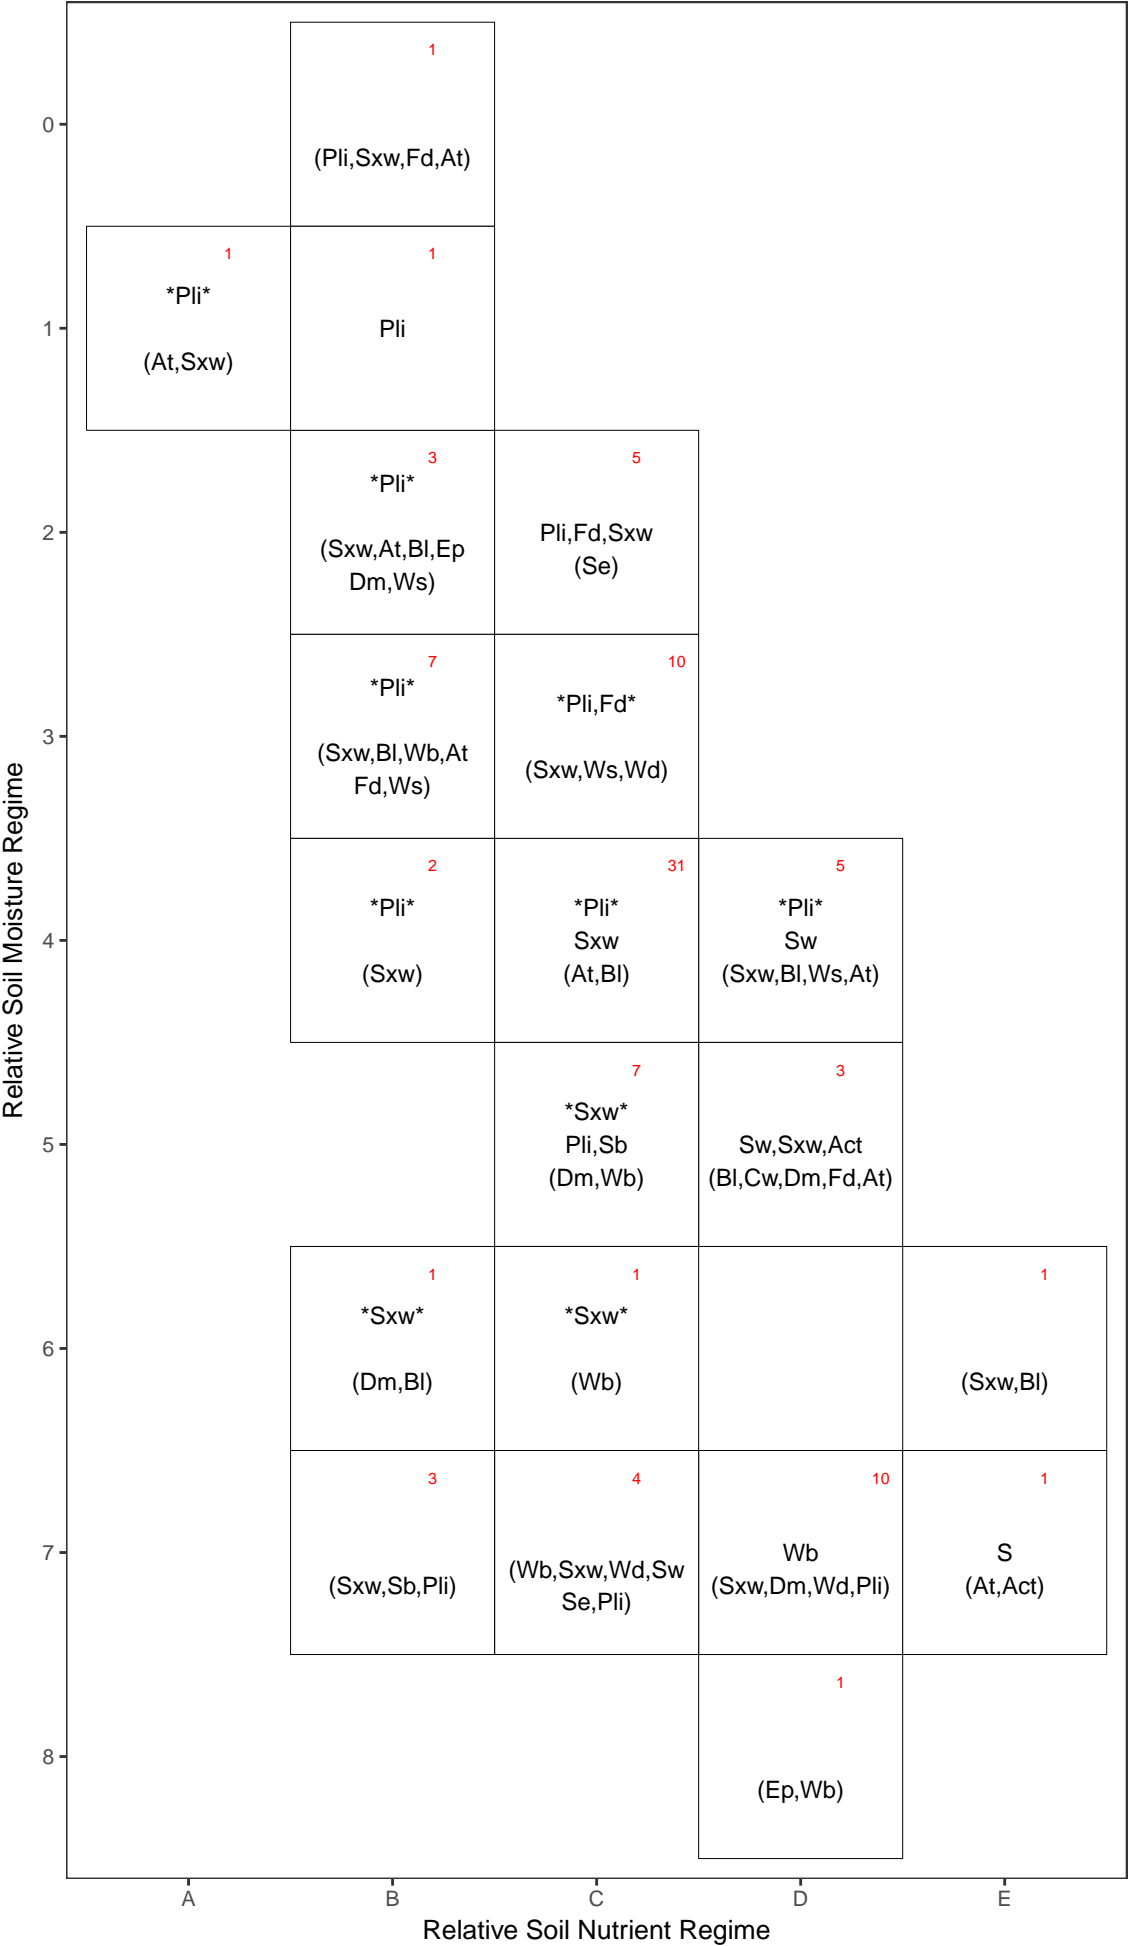 1
0
(Pli,Sxw,Fd,At)
1
1
*Pli*
1
Pli
(At,Sxw)
3
5
*Pli*
2
Pli,Fd,Sxw
(Sxw,At,Bl,Ep
(Se)
Dm,Ws)
7
10
*Pli*
*Pli,Fd*
3
(Sxw,Bl,Wb,At
(Sxw,Ws,Wd)
Fd,Ws)
2
31
5
*Pli*
*Pli*
*Pli*
4
Sxw
Sw
(Sxw)
(At,Bl)
(Sxw,Bl,Ws,At)
7
3
*Sxw*
5
Pli,Sb
Sw,Sxw,Act
(Dm,Wb)
(Bl,Cw,Dm,Fd,At)
1
1
1
*Sxw*
*Sxw*
6
(Dm,Bl)
(Wb)
(Sxw,Bl)
3
4
10
1
7
Wb
S
(Sxw,Sb,Pli)
(Wb,Sxw,Wd,Sw
Se,Pli)
(Sxw,Dm,Wd,Pli)
(At,Act)
1
8
(Ep,Wb)
A
B
C
D
E
Relative Soil Nutrient Regime
Relative Soil Moisture Regime